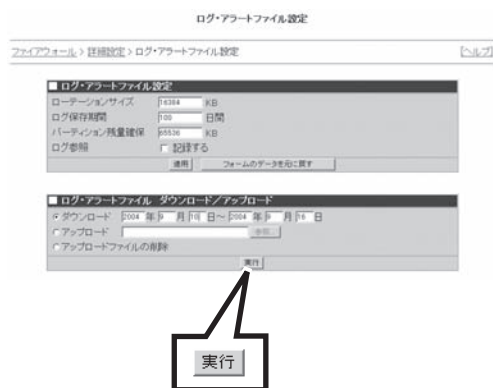 ログ・アラートファイル設定
ファイアウォール > 詳細設定 > ログ・アラートファイル設定 [ヘルプ]
■ ログ・アラートファイル設定
ローテーションサイズ 16384 KB
ログ保存期間 100 日間
パーティション残量確保 65536 KB
ログ参照 記録する
適用 フォームのデータを元に戻す
■ ログ・アラートファイル ダウンロード/アップロード
ダウンロード 2004 年 9 月 10 日～ 2004 年 9 月 16 日
アップロード 参照...
アップロードファイルの削除
実行
実行